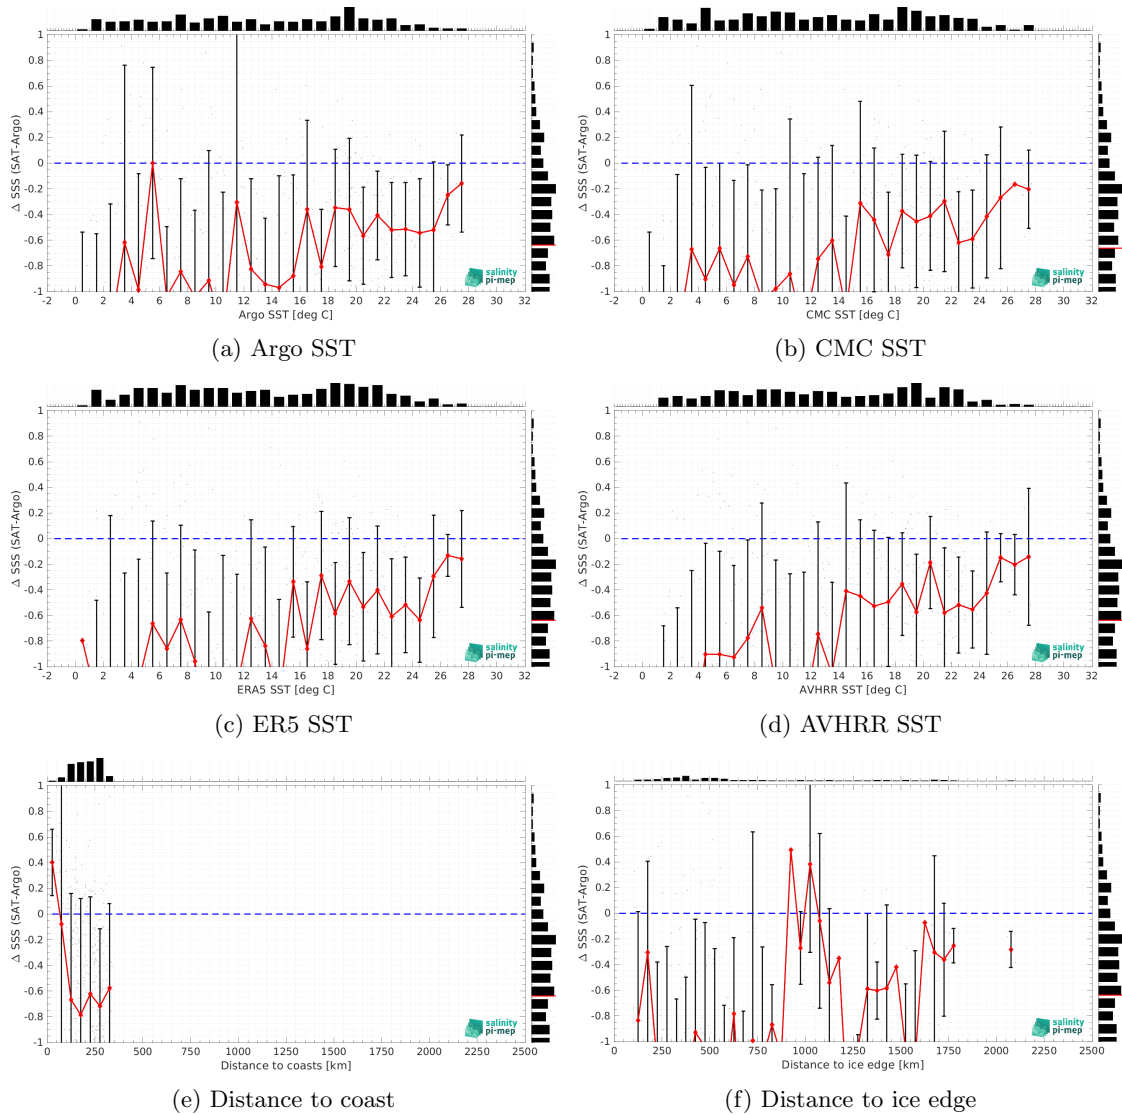 1
0.8
0.6
0.4
0.2
0
-0.2
-0.4
-0.6
-0.8
-1
Δ SSS (SAT-Argo)
-2 0 2 4 6 8 10 12 14 16 18 20 22 24 26 28 30 32
Argo SST [deg C]
salinity
pi-mep
(a) Argo SST
1
0.8
0.6
0.4
0.2
0
-0.2
-0.4
-0.6
-0.8
-1
Δ SSS (SAT-Argo)
-2 0 2 4 6 8 10 12 14 16 18 20 22 24 26 28 30 32
CMC SST [deg C]
salinity
pi-mep
(b) CMC SST
1
0.8
0.6
0.4
0.2
0
-0.2
-0.4
-0.6
-0.8
-1
Δ SSS (SAT-Argo)
-2 0 2 4 6 8 10 12 14 16 18 20 22 24 26 28 30 32
ERA5 SST [deg C]
salinity
pi-mep
(c) ER5 SST
1
0.8
0.6
0.4
0.2
0
-0.2
-0.4
-0.6
-0.8
-1
Δ SSS (SAT-Argo)
-2 0 2 4 6 8 10 12 14 16 18 20 22 24 26 28 30 32
AVHRR SST [deg C]
salinity
pi-mep
(d) AVHRR SST
1
0.8
0.6
0.4
0.2
0
-0.2
-0.4
-0.6
-0.8
-1
Δ SSS (SAT-Argo)
0 250 500 750 1000 1250 1500 1750 2000 2250 2500
Distance to coasts [km]
salinity
pi-mep
(e) Distance to coast
1
0.8
0.6
0.4
0.2
0
-0.2
-0.4
-0.6
-0.8
-1
Δ SSS (SAT-Argo)
0 250 500 750 1000 1250 1500 1750 2000 2250 2500
Distance to ice edge [km]
salinity
pi-mep
(f) Distance to ice edge